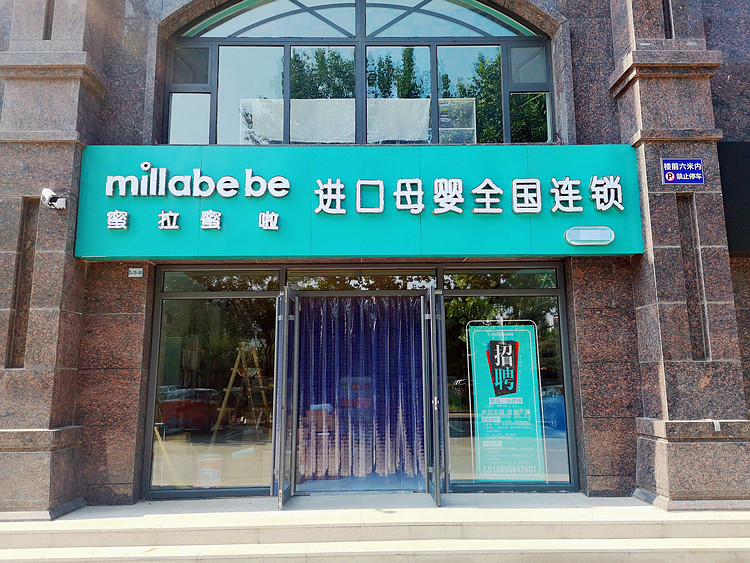 millabebe
蜜拉蜜啦
进口母婴全国连锁
楼前六米内
P 禁止停车
招聘